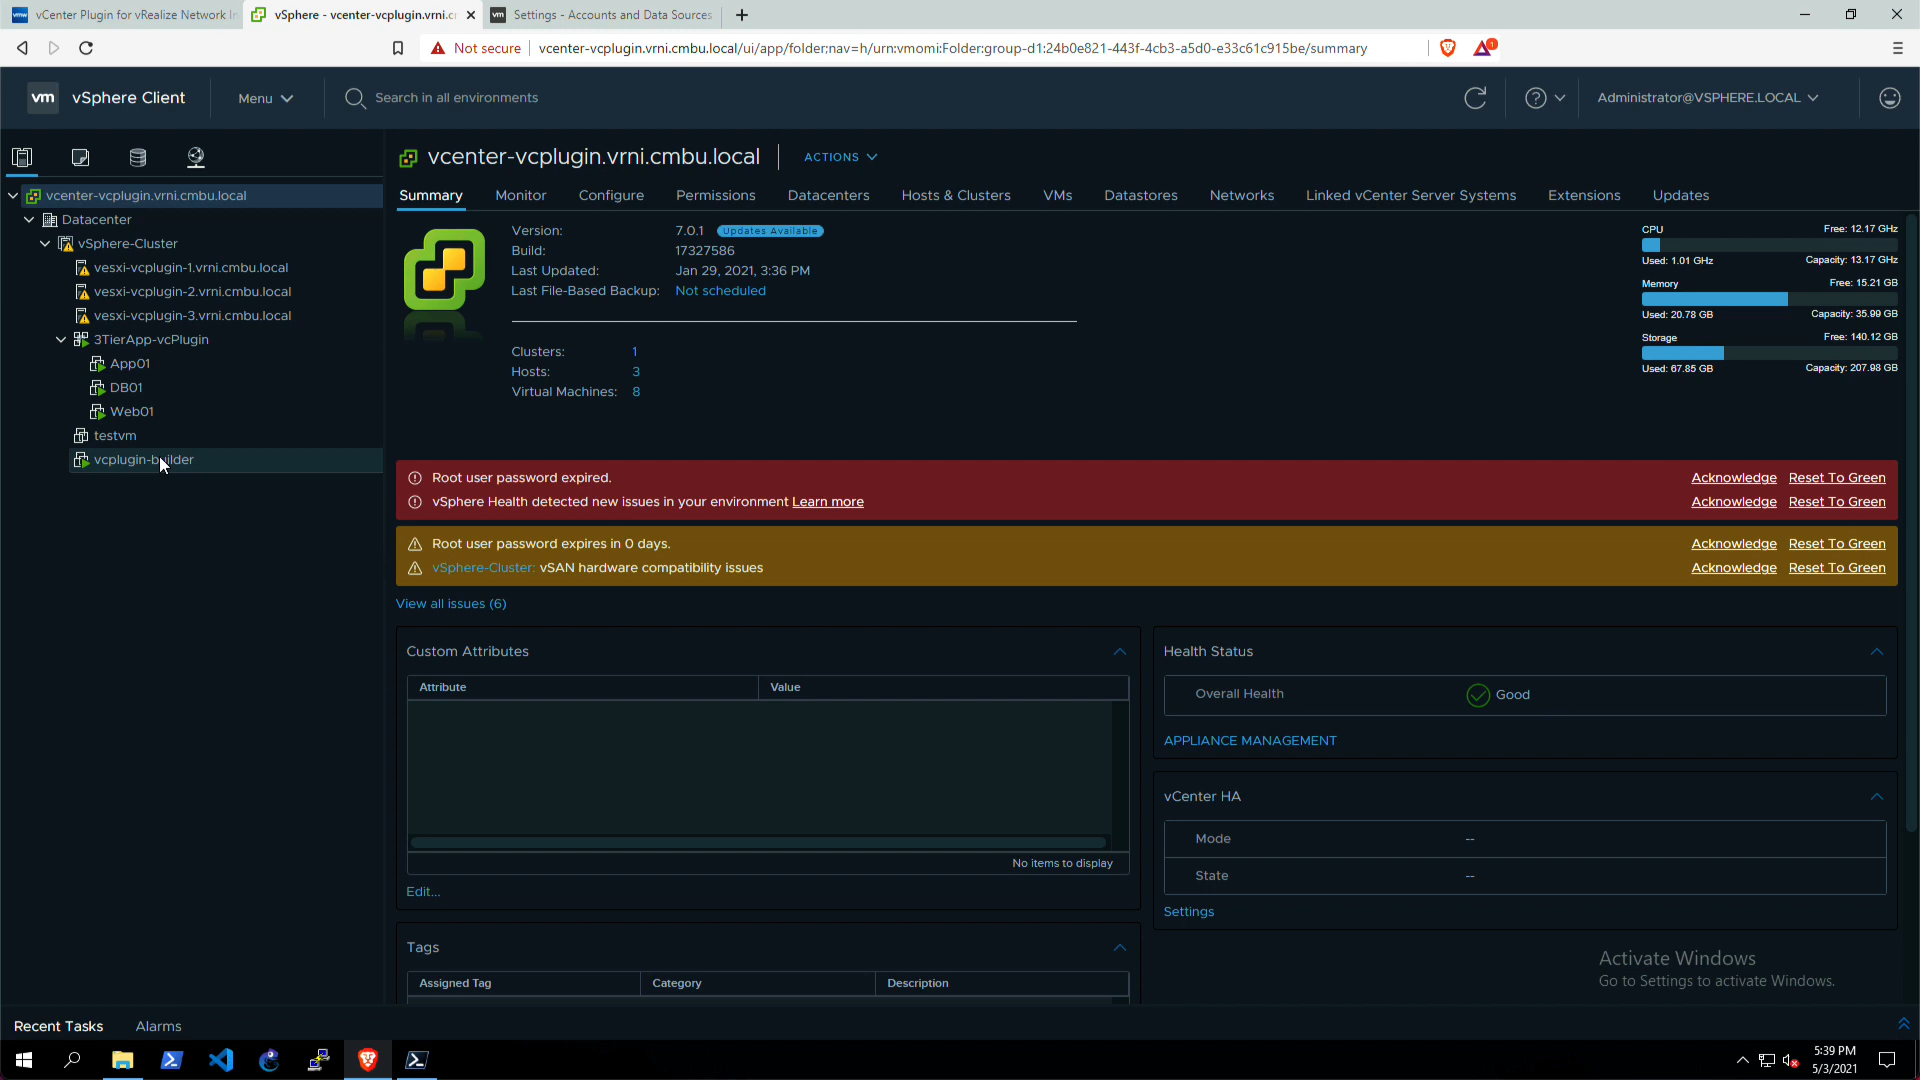 vmw vCenter Plugin for vRealize Network In
vSphere - vcenter-vcplugin.vrni.cr
vm Settings - Accounts and Data Sources
Not secure
vcenter-vcplugin.vrni.cmbu.local/ui/app/folder;nav=h/urn:vmomi:Folder:group-d1:24b0e821-443f-4cb3-a5d0-e33c61c915be/summary
1
vm vSphere Client
Menu
Search in all environments
Administrator@VSPHERE.LOCAL
vcenter-vcplugin.vrni.cmbu.local
Datacenter
vSphere-Cluster
vesxi-vcplugin-1.vrni.cmbu.local
vesxi-vcplugin-2.vrni.cmbu.local
vesxi-vcplugin-3.vrni.cmbu.local
3TierApp-vcPlugin
App01
DB01
Web01
testvm
vcplugin-builder
vcenter-vcplugin.vrni.cmbu.local
ACTIONS
Summary Monitor Configure Permissions Datacenters Hosts & Clusters VMs Datastores Networks Linked vCenter Server Systems Extensions Updates
Version: 7.0.1 Updates Available
Build: 17327586
Last Updated: Jan 29, 2021, 3:36 PM
Last File-Based Backup: Not scheduled
Clusters: 1
Hosts: 3
Virtual Machines: 8
CPU Free: 12.17 GHz
Used: 1.01 GHz Capacity: 13.17 GHz
Memory Free: 15.21 GB
Used: 20.78 GB Capacity: 35.99 GB
Storage Free: 140.12 GB
Used: 67.85 GB Capacity: 207.98 GB
Root user password expired. Acknowledge Reset To Green
vSphere Health detected new issues in your environment Learn more Acknowledge Reset To Green
Root user password expires in 0 days. Acknowledge Reset To Green
vSphere-Cluster: vSAN hardware compatibility issues Acknowledge Reset To Green
View all issues (6)
Custom Attributes
Attribute Value
No items to display
Edit...
Tags
Assigned Tag Category Description
Health Status
Overall Health Good
APPLIANCE MANAGEMENT
vCenter HA
Mode --
State --
Settings
Activate Windows
Go to Settings to activate Windows.
Recent Tasks Alarms
5:39 PM
5/3/2021